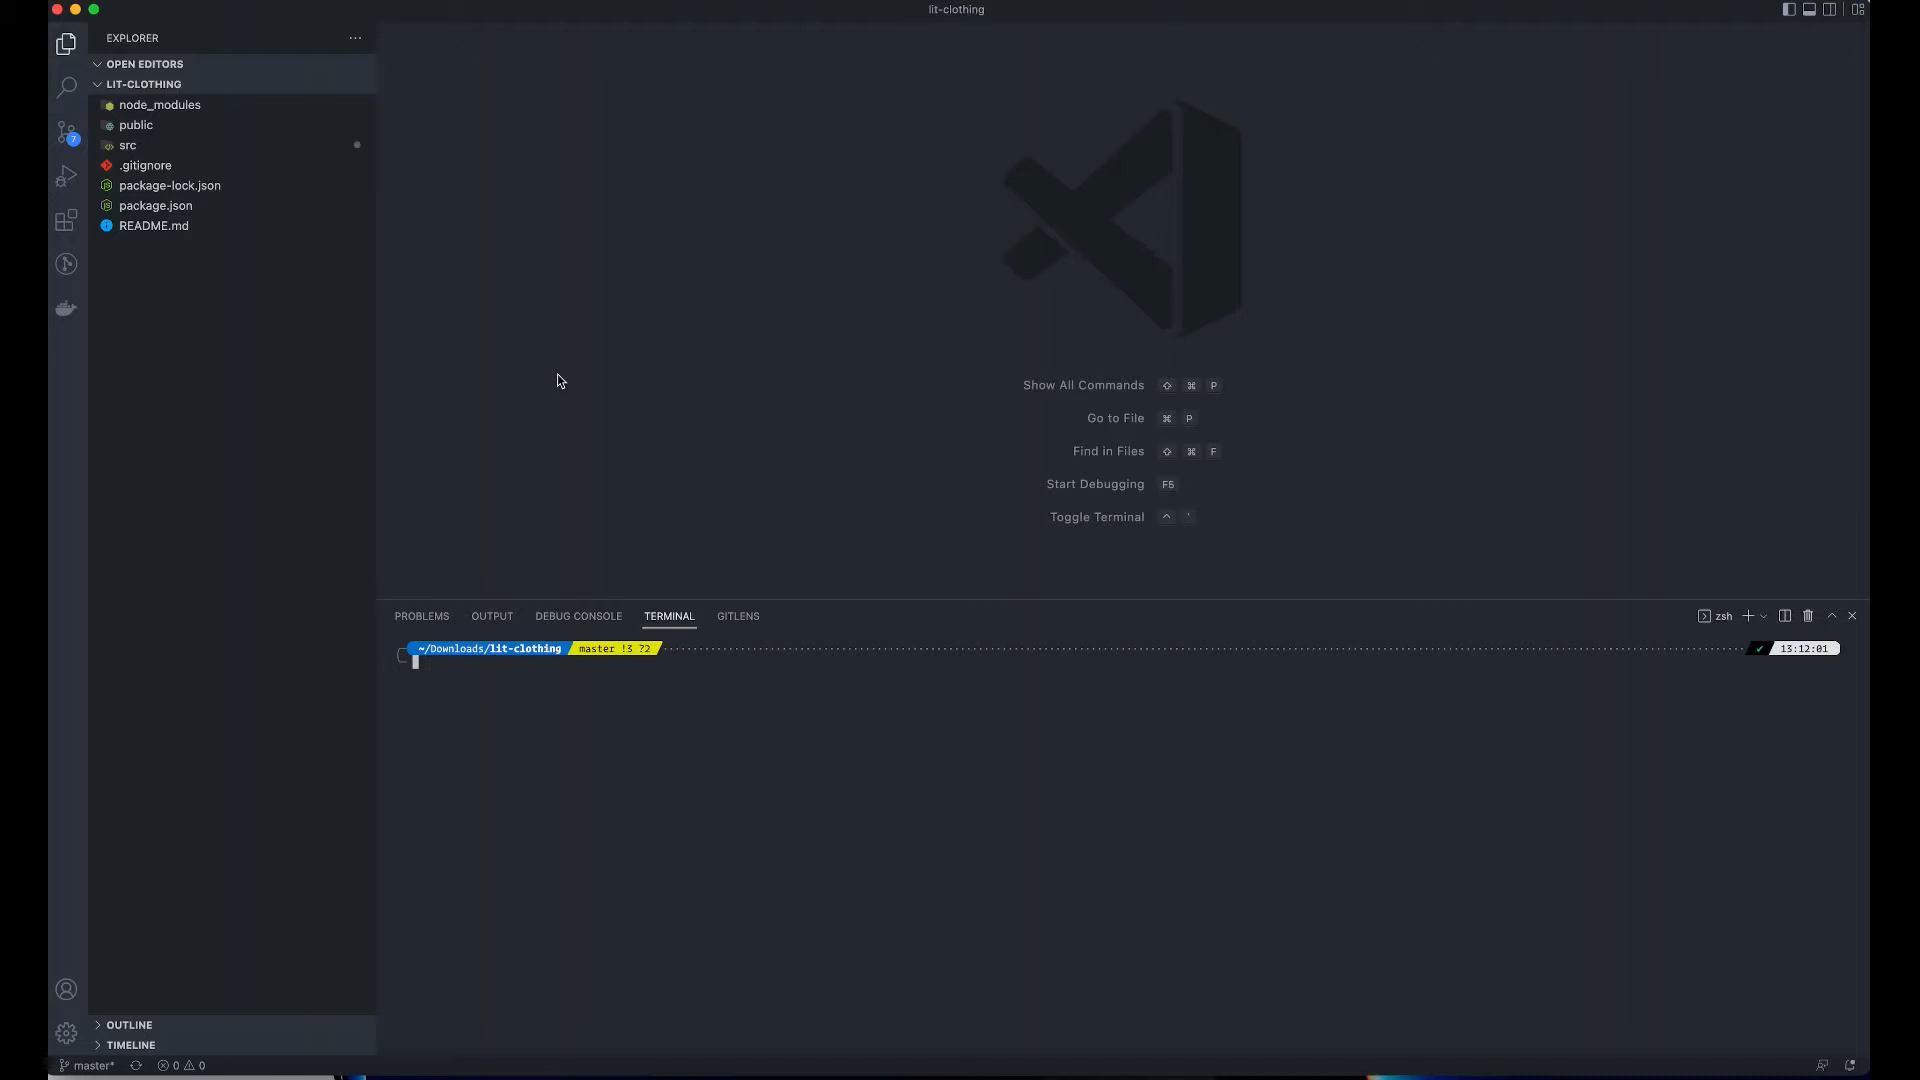 lit-clothing
EXPLORER
OPEN EDITORS
LIT-CLOTHING
node_modules
public
src
.gitignore
package-lock.json
package.json
README.md
7
Show All Commands ⇧ ⌘ P
Go to File ⌘ P
Find in Files ⇧ ⌘ F
Start Debugging F5
Toggle Terminal ^ `
PROBLEMS OUTPUT DEBUG CONSOLE TERMINAL GITLENS
zsh
~/Downloads/lit-clothing master !3 ?2 ✔ 13:12:01
OUTLINE
TIMELINE
master* 0 0